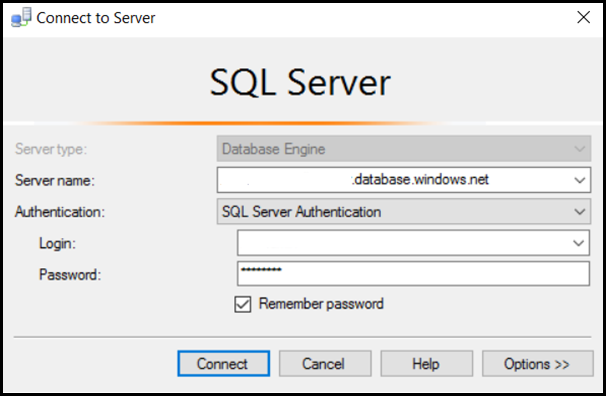 Connect to Server
SQL Server
Server type: Database Engine
Server name: .database.windows.net
Authentication: SQL Server Authentication
Login:
Password: ********
Remember password
Connect Cancel Help Options >>